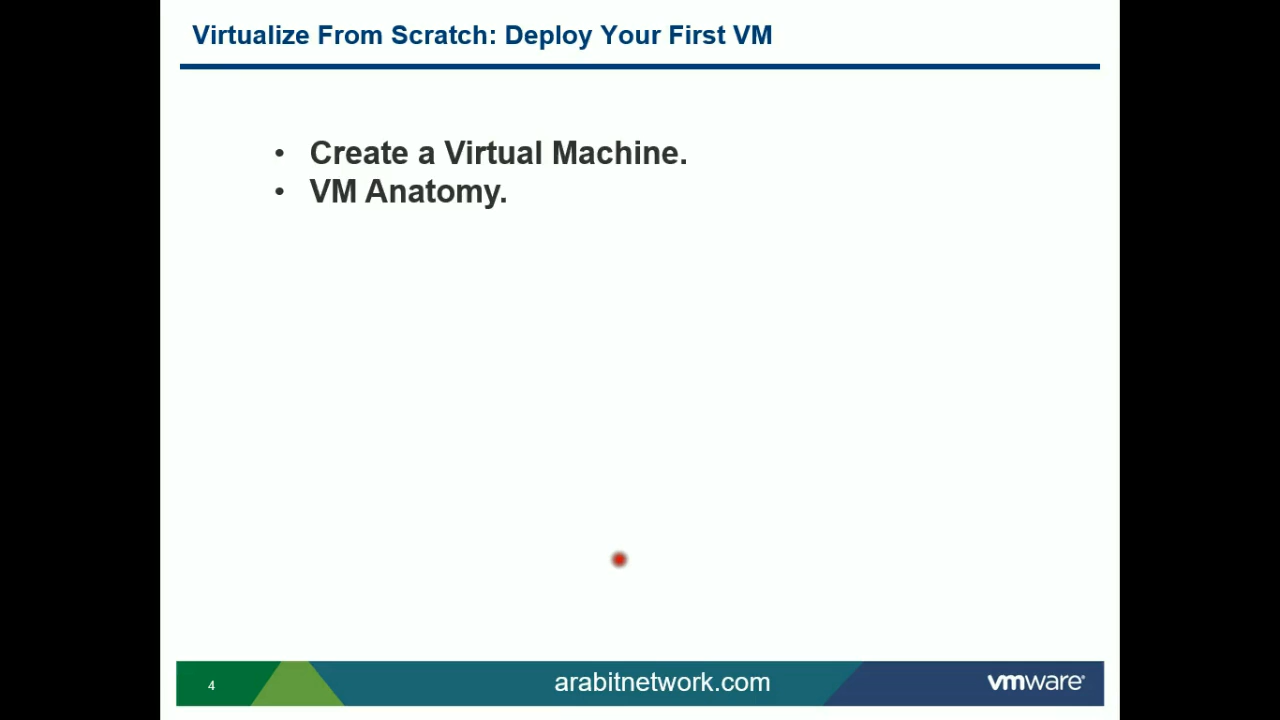 Virtualize From Scratch: Deploy Your First VM
• Create a Virtual Machine.
• VM Anatomy.
4
arabitnetwork.com
vmware®